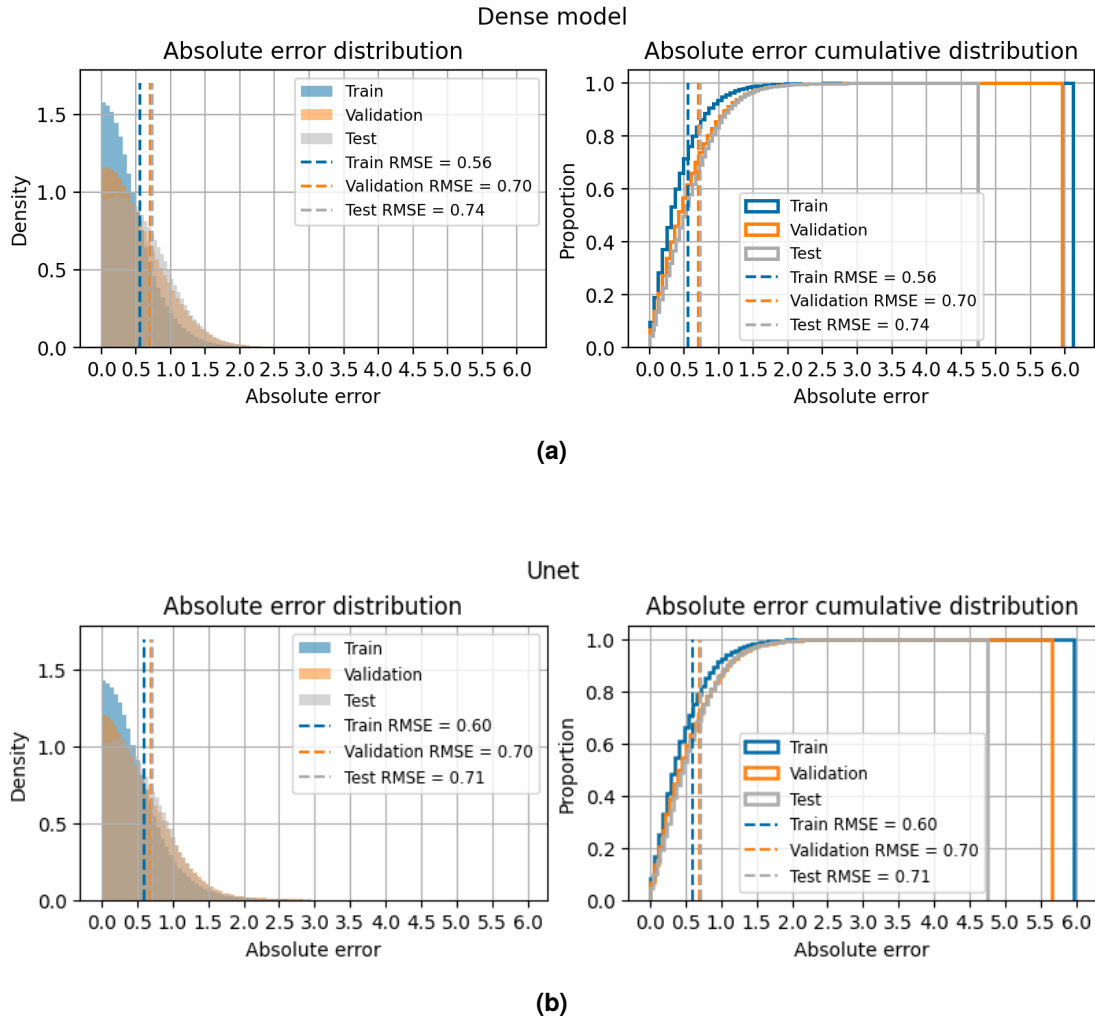 Dense model
Absolute error distribution
Density
1.5
1.0
0.5
0.0
Train
Validation
Test
Train RMSE = 0.56
Validation RMSE = 0.70
Test RMSE = 0.74
0.0 0.5 1.0 1.5 2.0 2.5 3.0 3.5 4.0 4.5 5.0 5.5 6.0
Absolute error
Absolute error cumulative distribution
Proportion
1.0
0.8
0.6
0.4
0.2
0.0
Train
Validation
Test
Train RMSE = 0.56
Validation RMSE = 0.70
Test RMSE = 0.74
0.0 0.5 1.0 1.5 2.0 2.5 3.0 3.5 4.0 4.5 5.0 5.5 6.0
Absolute error
(a)
Unet
Absolute error distribution
Density
1.5
1.0
0.5
0.0
Train
Validation
Test
Train RMSE = 0.60
Validation RMSE = 0.70
Test RMSE = 0.71
0.0 0.5 1.0 1.5 2.0 2.5 3.0 3.5 4.0 4.5 5.0 5.5 6.0
Absolute error
Absolute error cumulative distribution
Proportion
1.0
0.8
0.6
0.4
0.2
0.0
Train
Validation
Test
Train RMSE = 0.60
Validation RMSE = 0.70
Test RMSE = 0.71
0.0 0.5 1.0 1.5 2.0 2.5 3.0 3.5 4.0 4.5 5.0 5.5 6.0
Absolute error
(b)